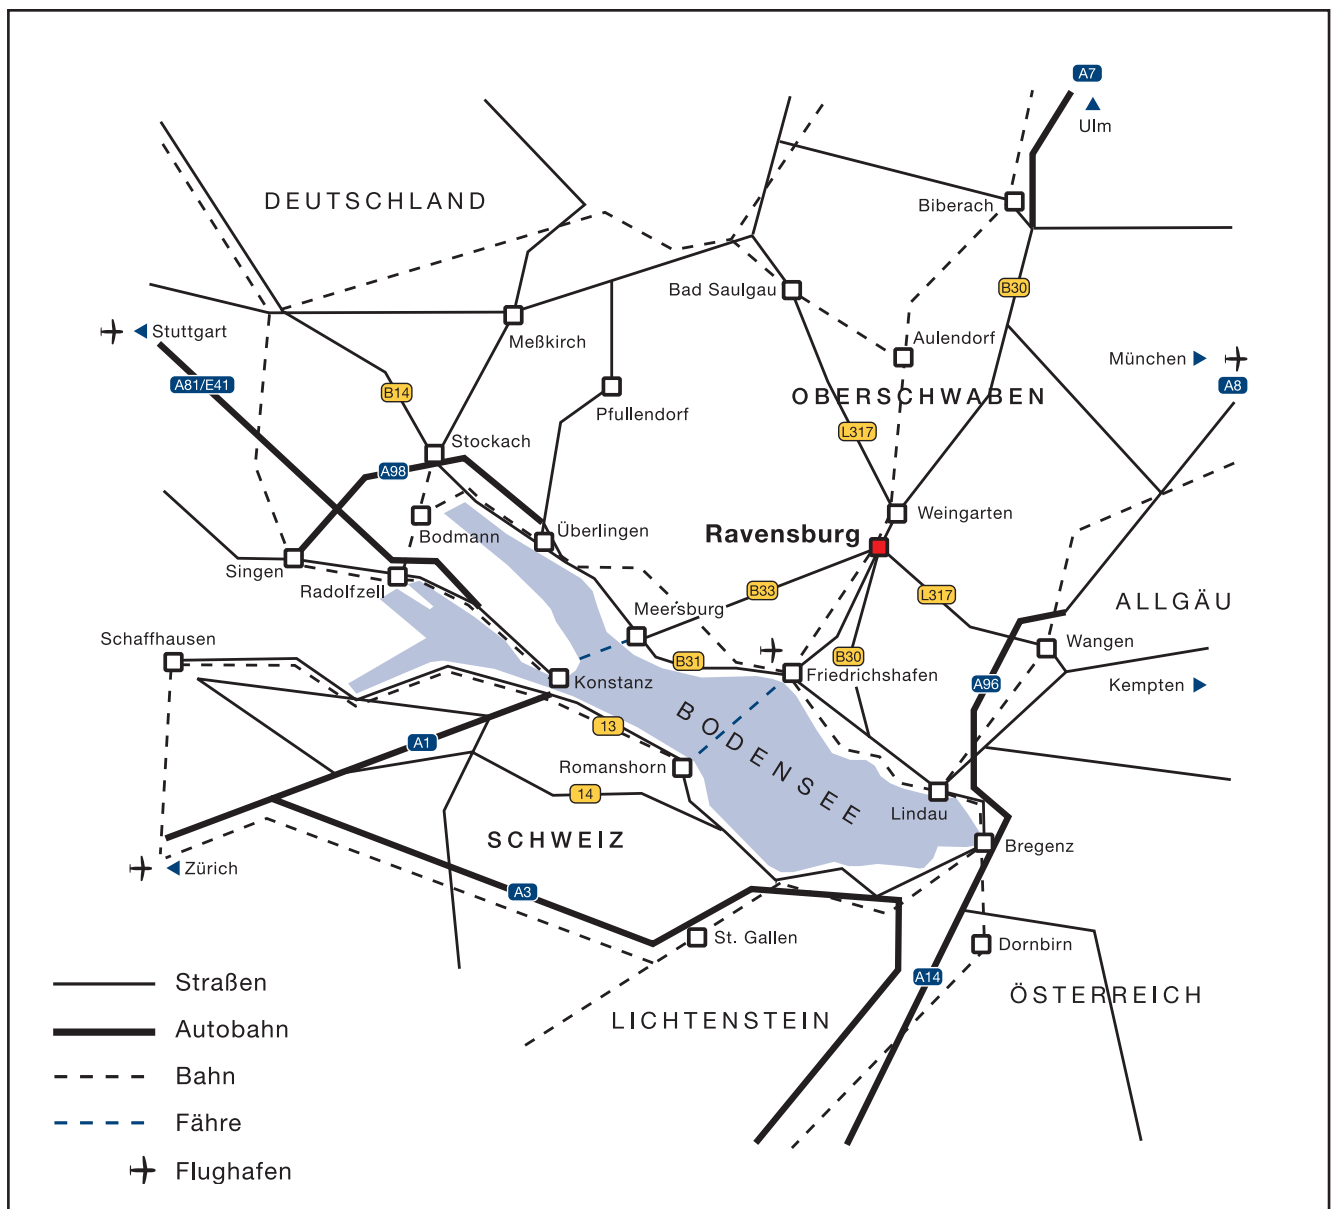 A7
Ulm
DEUTSCHLAND
Biberach
Bad Saulgau
B30
Stuttgart
Meßkirch
Aulendorf
München
A81/E41
B14
Pfullendorf
OBERSCHWABEN
A8
Stockach
L317
A98
Bodmann
Überlingen
Weingarten
Ravensburg
Singen
Radolfzell
B33
L317
ALLGÄU
Meersburg
Schaffhausen
Wangen
B31
B30
Friedrichshafen
Konstanz
A96
Kempten
BODENSEE
13
A1
Romanshorn
14
Lindau
SCHWEIZ
Bregenz
Zürich
A3
St. Gallen
Dornbirn
A14
ÖSTERREICH
LICHTENSTEIN
Straßen
Autobahn
Bahn
Fähre
Flughafen